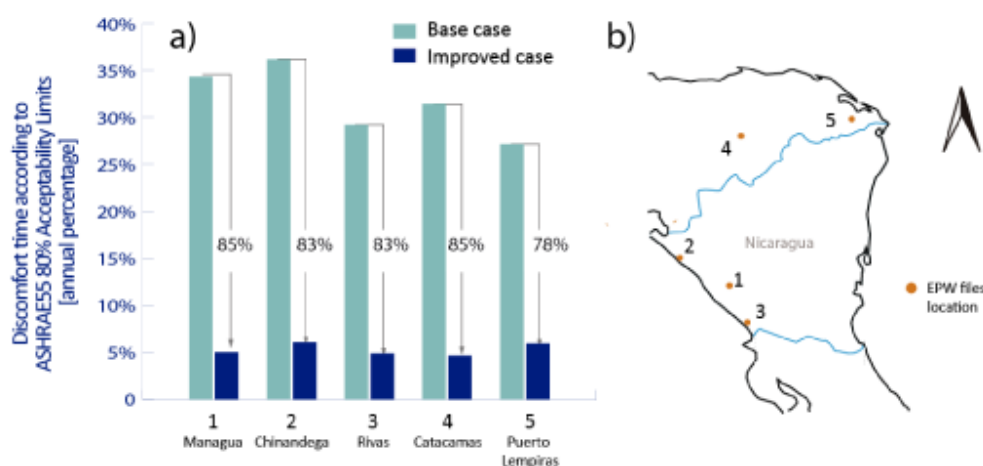 a)
Base case
Improved case
Discomfort time according to
ASHRAE55 80% Acceptability Limits
[annual percentage]
40%
35%
30%
25%
20%
15%
10%
5%
0
85%
83%
83%
85%
78%
1
Managua
2
Chinandega
3
Rivas
4
Catacamas
5
Puerto
Lempiras
b)
5
4
Nicaragua
2
1
3
EPW files
location